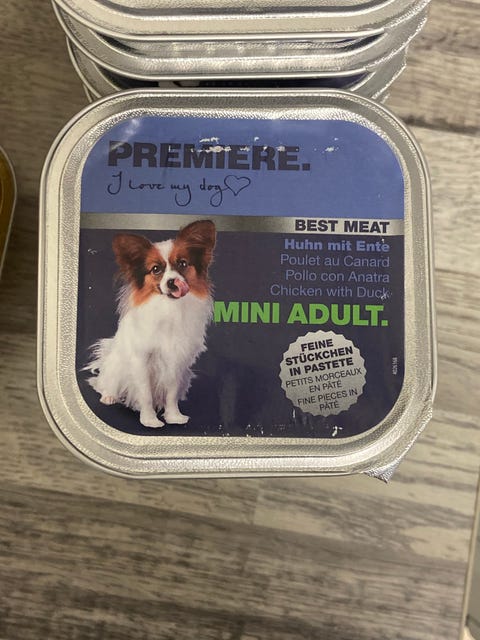 PREMIERE.
I love my dog
BEST MEAT
Huhn mit Ente
Poulet au Canard
Pollo con Anatra
Chicken with Duck
MINI ADULT.
FEINE
STÜCKCHEN
IN PASTETE
PETITS MORCEAUX
EN PÂTÉ
FINE PIECES IN
PÂTÉ